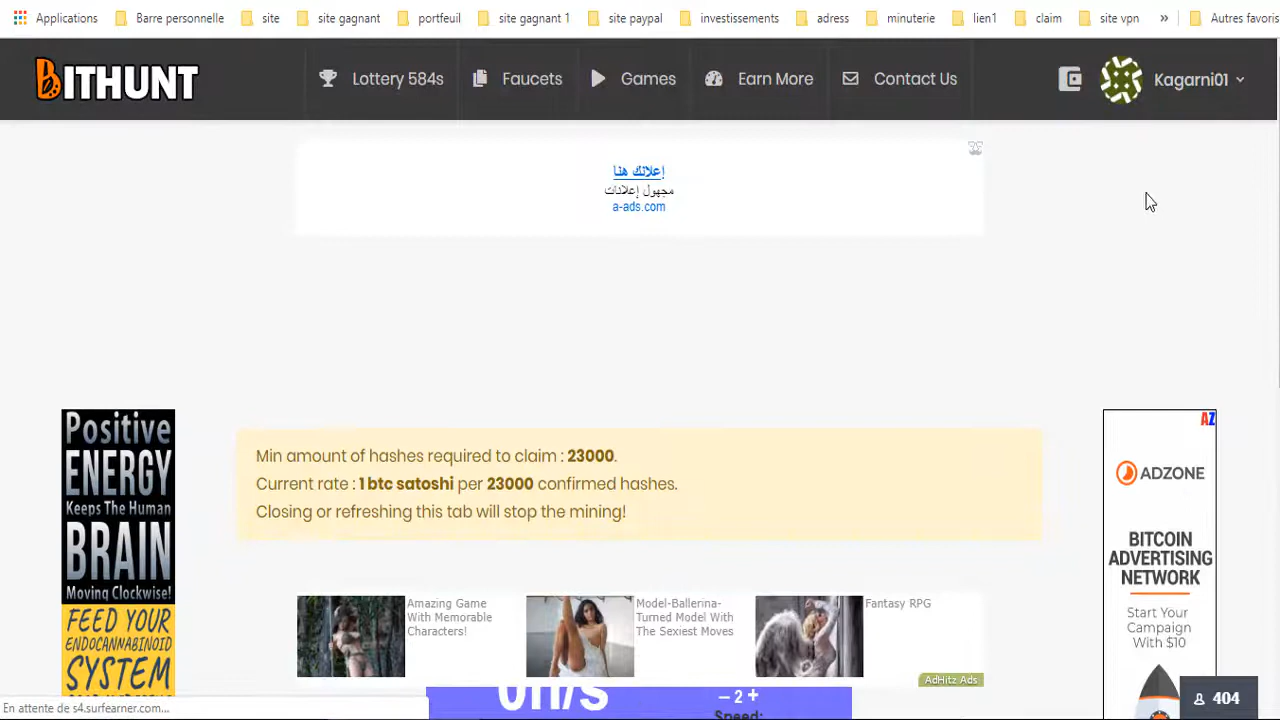 Applications Barre personnelle site site gagnant portfeuil site gagnant 1 site paypal investissements adress minuterie lien1 claim site vpn » Autres favoris
BITHUNT Lottery 584s Faucets Games Earn More Contact Us Kagarni01
إعلانك هنا
مجهول إعلانات
a-ads.com
Positive
ENERGY
Keeps The Human
BRAIN
Moving Clockwise!
FEED YOUR
ENDOCANNABINOID
SYSTEM
Min amount of hashes required to claim : 23000.
Current rate : 1 btc satoshi per 23000 confirmed hashes.
Closing or refreshing this tab will stop the mining!
AZ
ADZONE
BITCOIN
ADVERTISING
NETWORK
Start Your
Campaign
With $10
Amazing Game
With Memorable
Characters!
Model-Ballerina-
Turned Model With
The Sexiest Moves
Fantasy RPG
AdHitz Ads
0h/s
– 2 +
Speed:
404
En attente de s4.surfearner.com...